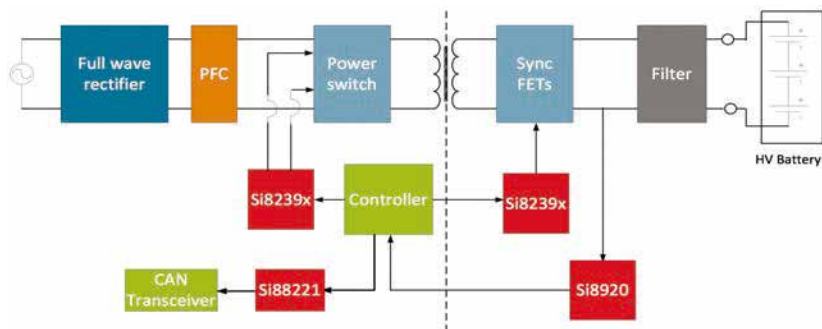 Full wave
rectifier
PFC
Power
switch
Sync
FETs
Filter
HV Battery
Si8239x
Controller
Si8239x
CAN
Transceiver
Si88221
Si8920